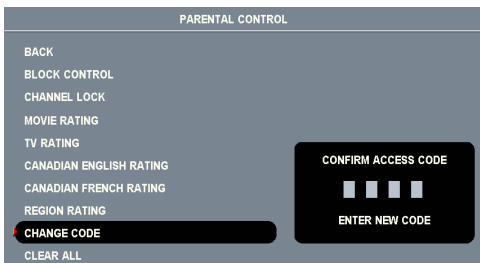 PARENTAL CONTROL
BACK
BLOCK CONTROL
CHANNEL LOCK
MOVIE RATING
TV RATING
CANADIAN ENGLISH RATING
CANADIAN FRENCH RATING
REGION RATING
CHANGE CODE
CLEAR ALL
CONFIRM ACCESS CODE
ENTER NEW CODE